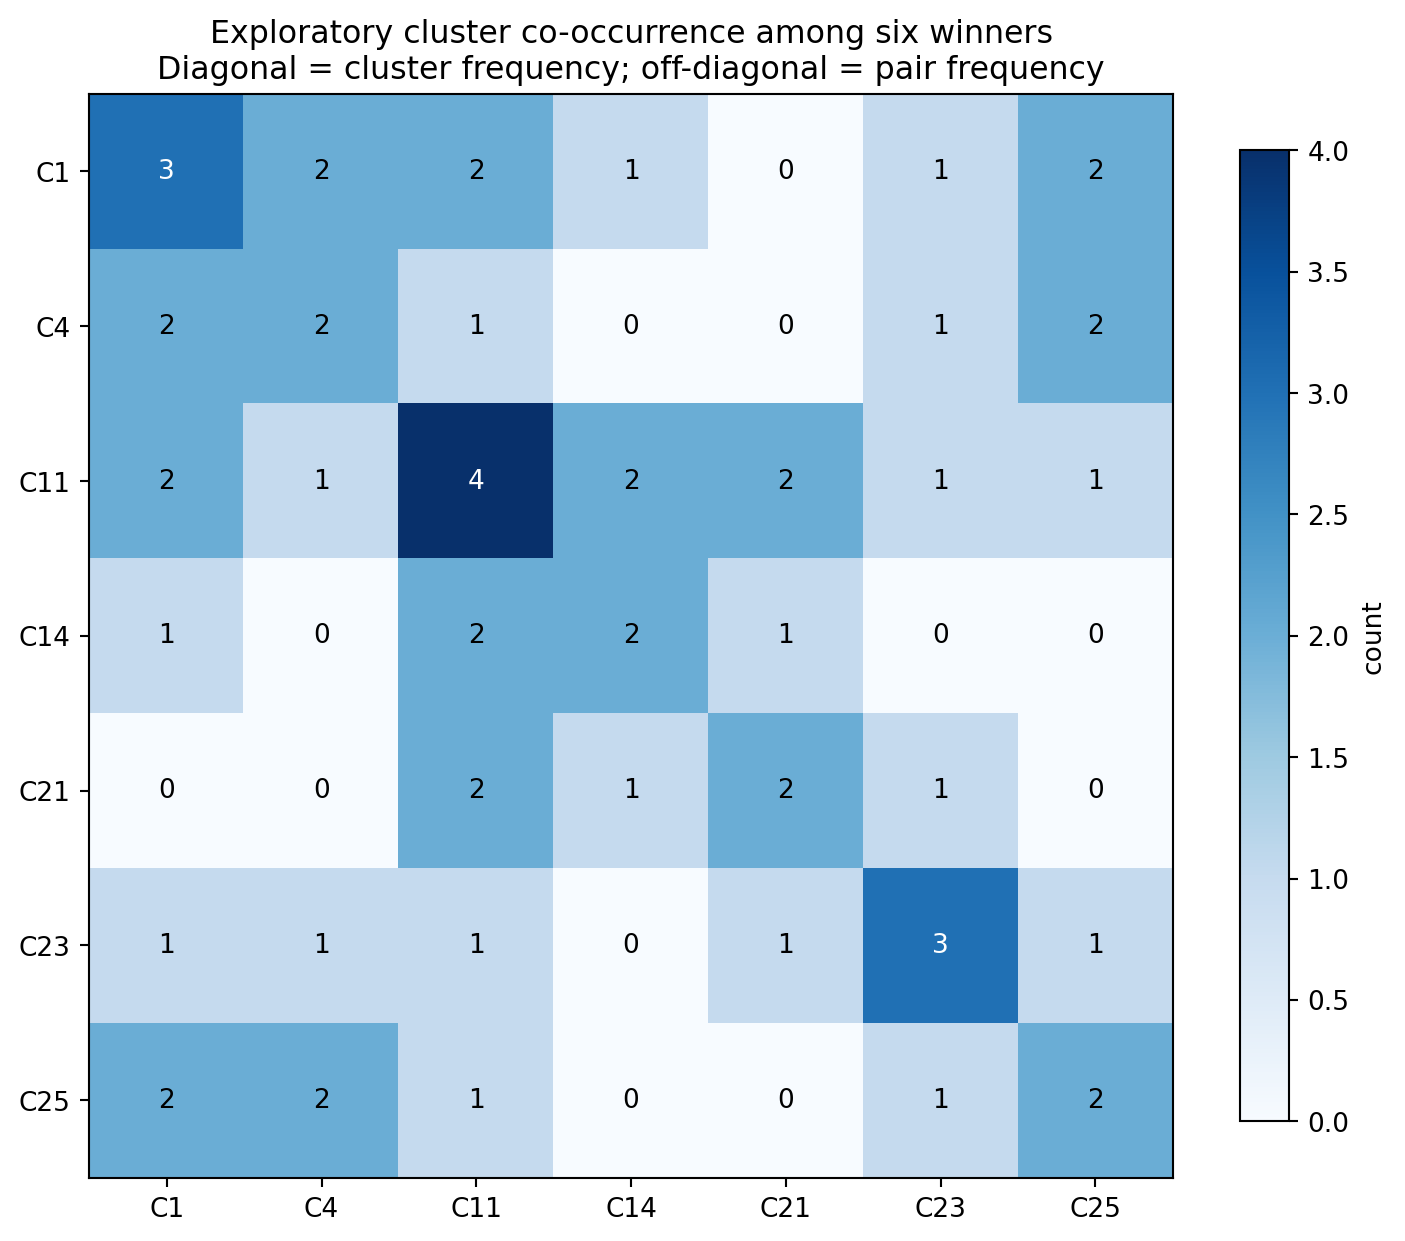 Exploratory cluster co-occurrence among six winners
Diagonal = cluster frequency; off-diagonal = pair frequency
C1 3 2 2 1 0 1 2
C4 2 2 1 0 0 1 2
C11 2 1 4 2 2 1 1
C14 1 0 2 2 1 0 0
C21 0 0 2 1 2 1 0
C23 1 1 1 0 1 3 1
C25 2 2 1 0 0 1 2
C1 C4 C11 C14 C21 C23 C25
4.0
3.5
3.0
2.5
2.0
1.5
1.0
0.5
0.0
count